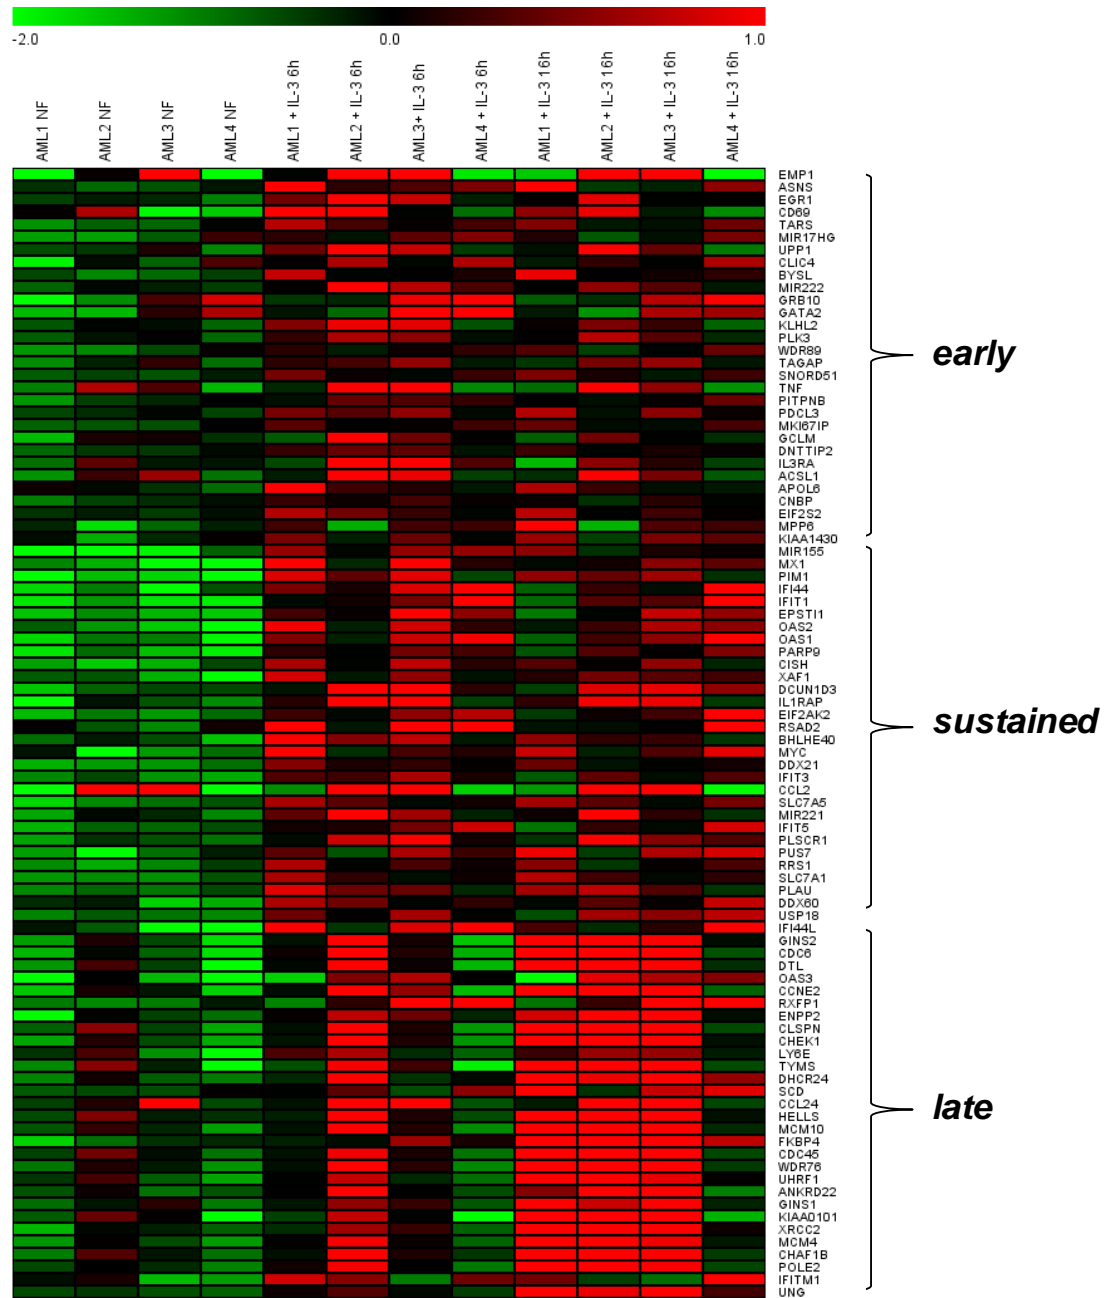 -2.0 0.0 1.0
AML1 NF
AML2 NF
AML3 NF
AML4 NF
AML1 + IL-3 6h
AML2 + IL-3 6h
AML3+ IL-3 6h
AML4 + IL-3 6h
AML1 + IL-3 16h
AML2 + IL-3 16h
AML3 + IL-3 16h
AML4 + IL-3 16h
EMP1
ASNS
EGR1
CD69
TARS
MIR17HG
UPP1
CLIC4
BYSL
MIR222
GRB10
GATA2
KLHL2
PLK3
WDR89
TAGAP
SNORD51
TNF
PITPNB
PDCL3
MKI67IP
GCLM
DNTTIP2
IL3RA
ACSL1
APOL6
CNBP
EIF2S2
MPP6
KIAA1430
early
MIR155
MX1
PIM1
IFI44
IFIT1
EPSTI1
OAS2
OAS1
PARP9
CISH
XAF1
DCUN1D3
IL1RAP
EIF2AK2
RSAD2
BHLHE40
MYC
DDX21
IFIT3
CCL2
SLC7A5
MIR221
IFIT5
PLSCR1
PUS7
RRS1
SLC7A1
PLAU
DDX60
USP18
sustained
IFI44L
GINS2
CDC6
DTL
OAS3
CCNE2
RXFP1
ENPP2
CLSPN
CHEK1
LY6E
TYMS
DHCR24
SCD
CCL24
HELLS
MCM10
FKBP4
CDC45
WDR76
UHRF1
ANKRD22
GINS1
KIAA0101
XRCC2
MCM4
CHAF1B
POLE2
IFITM1
UNG
late